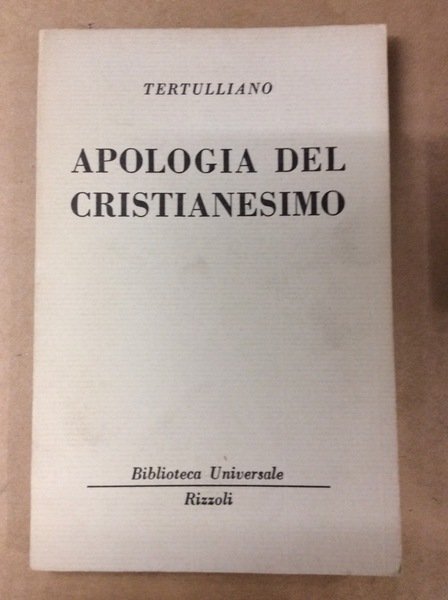 TERTULLIANO
APOLOGIA DEL
CRISTIANESIMO
Biblioteca Universale
Rizzoli